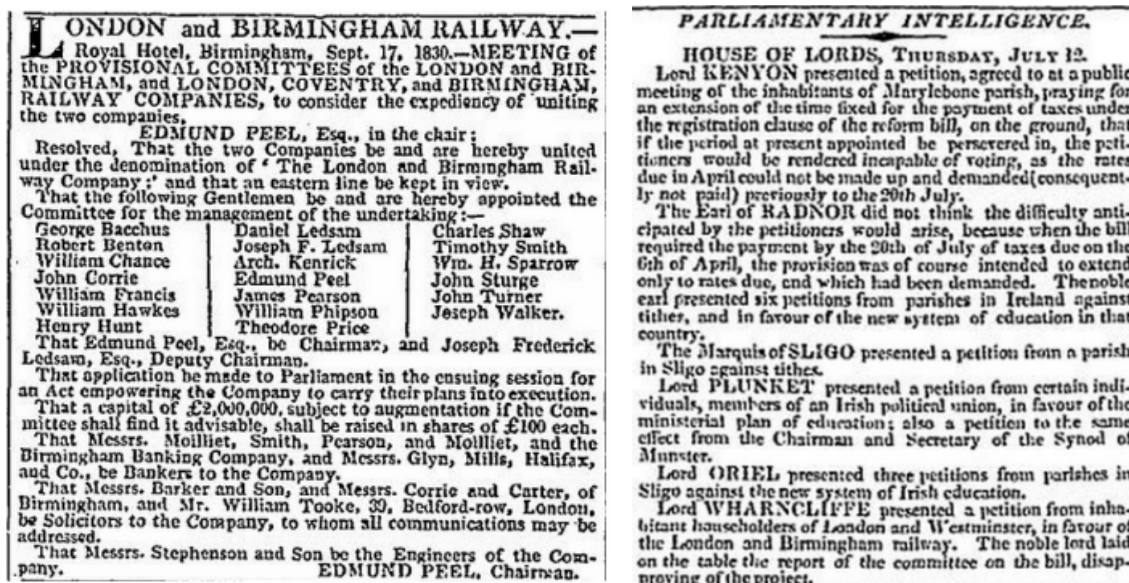 LONDON and BIRMINGHAM RAILWAY.—
Royal Hotel, Birmingham, Sept. 17, 1830.—MEETING of
the PROVISIONAL COMMITTEES of the LONDON and BIR-
MINGHAM, and LONDON, COVENTRY, and BIRMINGHAM,
RAILWAY COMPANIES, to consider the expediency of uniting
the two companies,
EDMUND PEEL, Esq., in the chair:
Resolved, That the two Companies be and are hereby united
under the denomination of ‘ The London and Birmingham Rail-
way Company;’ and that an eastern line be kept in view.
That the following Gentlemen be and are hereby appointed the
Committee for the management of the undertaking:—
George Bacchus
Robert Benton
William Chance
John Corrie
William Francis
William Hawkes
Henry Hunt
Daniel Ledsam
Joseph F. Ledsam
Arch. Kenrick
Edmund Peel
James Pearson
William Phipson
Theodore Price
Charles Shaw
Timothy Smith
Wm. H. Sparrow
John Sturge
John Turner
Joseph Walker.
That Edmund Peel, Esq., be Chairman, and Joseph Frederick
Ledsam, Esq., Deputy Chairman.
That application be made to Parliament in the ensuing session for
an Act empowering the Company to carry their plans into execution.
That a capital of £2,000,000, subject to augmentation if the Com-
mittee shall find it advisable, shall be raised in shares of £100 each.
That Messrs. Moilliet, Smith, Pearson, and Moilliet, and the
Birmingham Banking Company, and Messrs. Glyn, Mills, Halifax,
and Co., be Bankers to the Company.
That Messrs. Barker and Son, and Messrs. Corrie and Carter, of
Birmingham, and Mr. William Tooke, 39, Bedford-row, London,
be Solicitors to the Company, to whom all communications may be
addressed.
That Messrs. Stephenson and Son be the Engineers of the Com-
pany. EDMUND PEEL, Chairman.
PARLIAMENTARY INTELLIGENCE.
HOUSE OF LORDS, THURSDAY, JULY 12.
Lord KENYON presented a petition, agreed to at a public
meeting of the inhabitants of Marylebone parish, praying for
an extension of the time fixed for the payment of taxes under
the registration clause of the reform bill, on the ground, that
if the period at present appointed be persevered in, the peti-
tioners would be rendered incapable of voting, as the rates
due in April could not be made up and demanded (consequent-
ly not paid) previously to the 20th July.
The Earl of RADNOR did not think the difficulty anti-
cipated by the petitioners would arise, because when the bill
required the payment by the 20th of July of taxes due on the
6th of April, the provision was of course intended to extend
only to rates due, and which had been demanded. The noble
earl presented six petitions from parishes in Ireland against
tithes, and in favour of the new system of education in that
country.
The Marquis of SLIGO presented a petition from a parish
in Sligo against tithes.
Lord PLUNKET presented a petition from certain indi-
viduals, members of an Irish political union, in favour of the
ministerial plan of education; also a petition to the same
effect from the Chairman and Secretary of the Synod of
Munster.
Lord ORIEL presented three petitions from parishes in
Sligo against the new system of Irish education.
Lord WHARNCLIFFE presented a petition from inha-
bitant householders of London and Westminster, in favour of
the London and Birmingham railway. The noble lord laid
on the table the report of the committee on the bill, disap-
proving of the project.